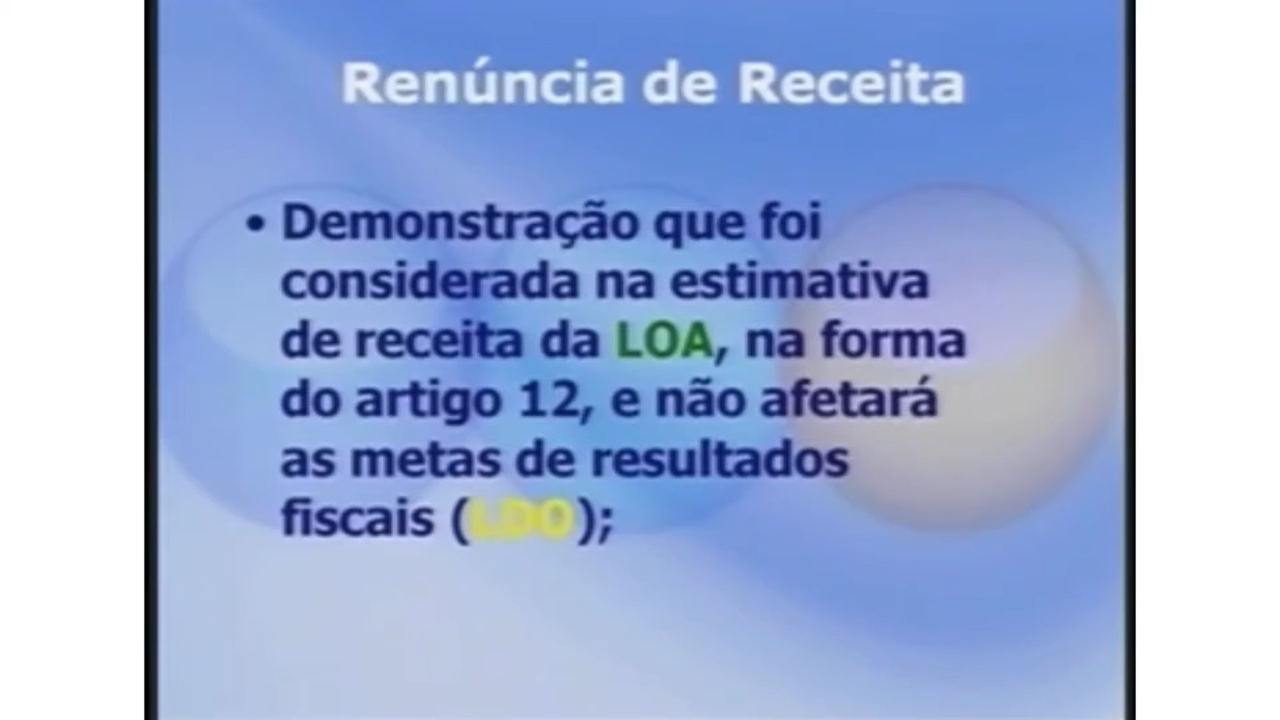 Renúncia de Receita
• Demonstração que foi
considerada na estimativa
de receita da LOA, na forma
do artigo 12, e não afetará
as metas de resultados
fiscais (LDO);